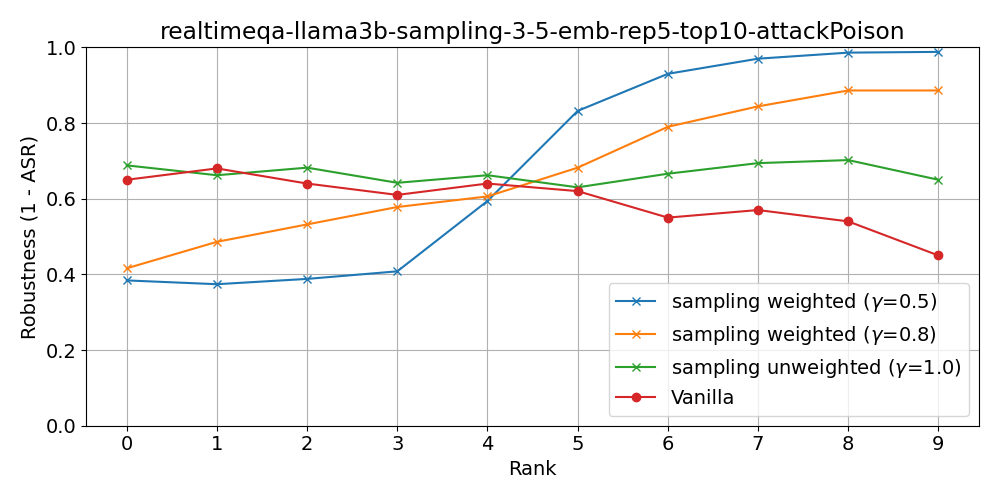 realtimeqa-llama3b-sampling-3-5-emb-rep5-top10-attackPoison
Robustness (1 - ASR)
1.0
0.8
0.6
0.4
0.2
0.0
sampling weighted (γ=0.5)
sampling weighted (γ=0.8)
sampling unweighted (γ=1.0)
Vanilla
0 1 2 3 4 5 6 7 8 9
Rank